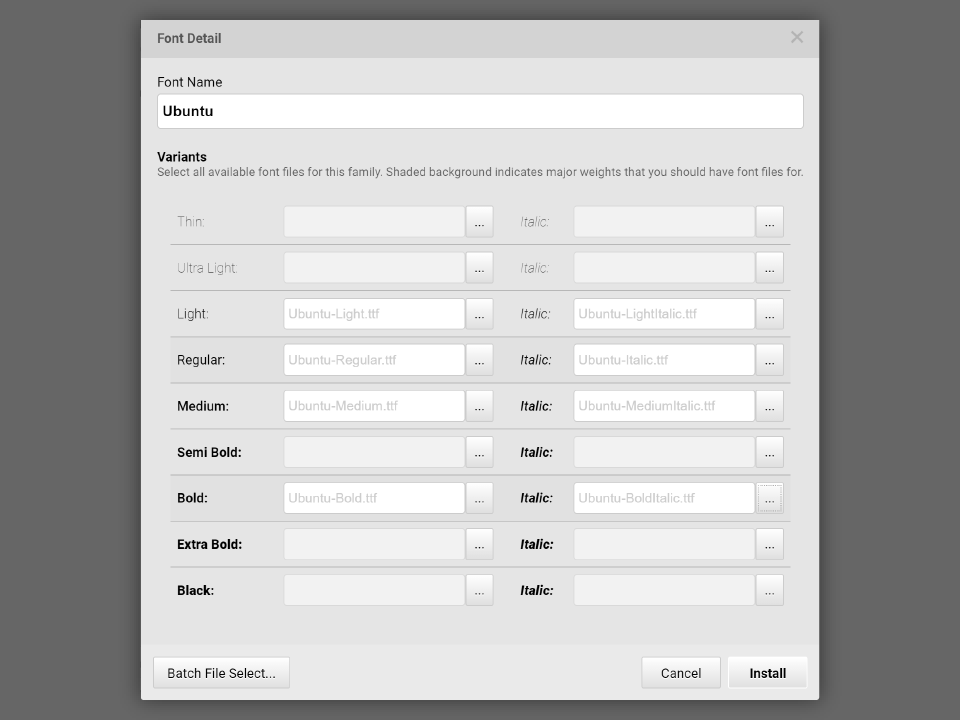 Font Detail ×
Font Name
Ubuntu
Variants
Select all available font files for this family. Shaded background indicates major weights that you should have font files for.
Thin: ... Italic: ...
Ultra Light: ... Italic: ...
Light: Ubuntu-Light.ttf ... Italic: Ubuntu-LightItalic.ttf ...
Regular: Ubuntu-Regular.ttf ... Italic: Ubuntu-Italic.ttf ...
Medium: Ubuntu-Medium.ttf ... Italic: Ubuntu-MediumItalic.ttf ...
Semi Bold: ... Italic: ...
Bold: Ubuntu-Bold.ttf ... Italic: Ubuntu-BoldItalic.ttf ...
Extra Bold: ... Italic: ...
Black: ... Italic: ...
Batch File Select... Cancel Install